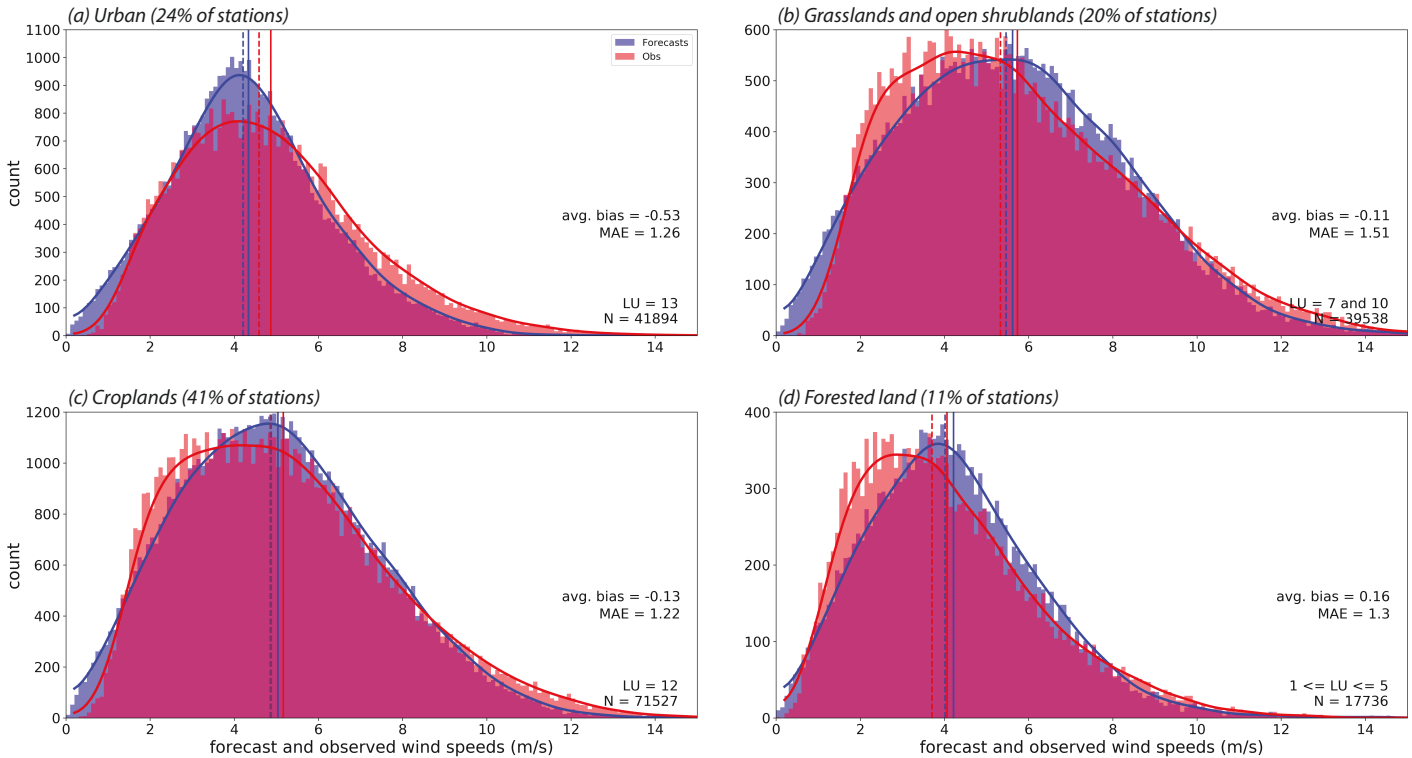 (a) Urban (24% of stations)
1100
1000
900
800
700
600
500
400
300
200
100
0
count
Forecasts
Obs
avg. bias = -0.53
MAE = 1.26
LU = 13
N = 41894
0 2 4 6 8 10 12 14
(b) Grasslands and open shrublands (20% of stations)
600
500
400
300
200
100
0
avg. bias = -0.11
MAE = 1.51
LU = 7 and 10
N = 39538
0 2 4 6 8 10 12 14
(c) Croplands (41% of stations)
1200
1000
800
600
400
200
0
count
avg. bias = -0.13
MAE = 1.22
LU = 12
N = 71527
0 2 4 6 8 10 12 14
forecast and observed wind speeds (m/s)
(d) Forested land (11% of stations)
400
300
200
100
0
avg. bias = 0.16
MAE = 1.3
1 <= LU <= 5
N = 17736
0 2 4 6 8 10 12 14
forecast and observed wind speeds (m/s)